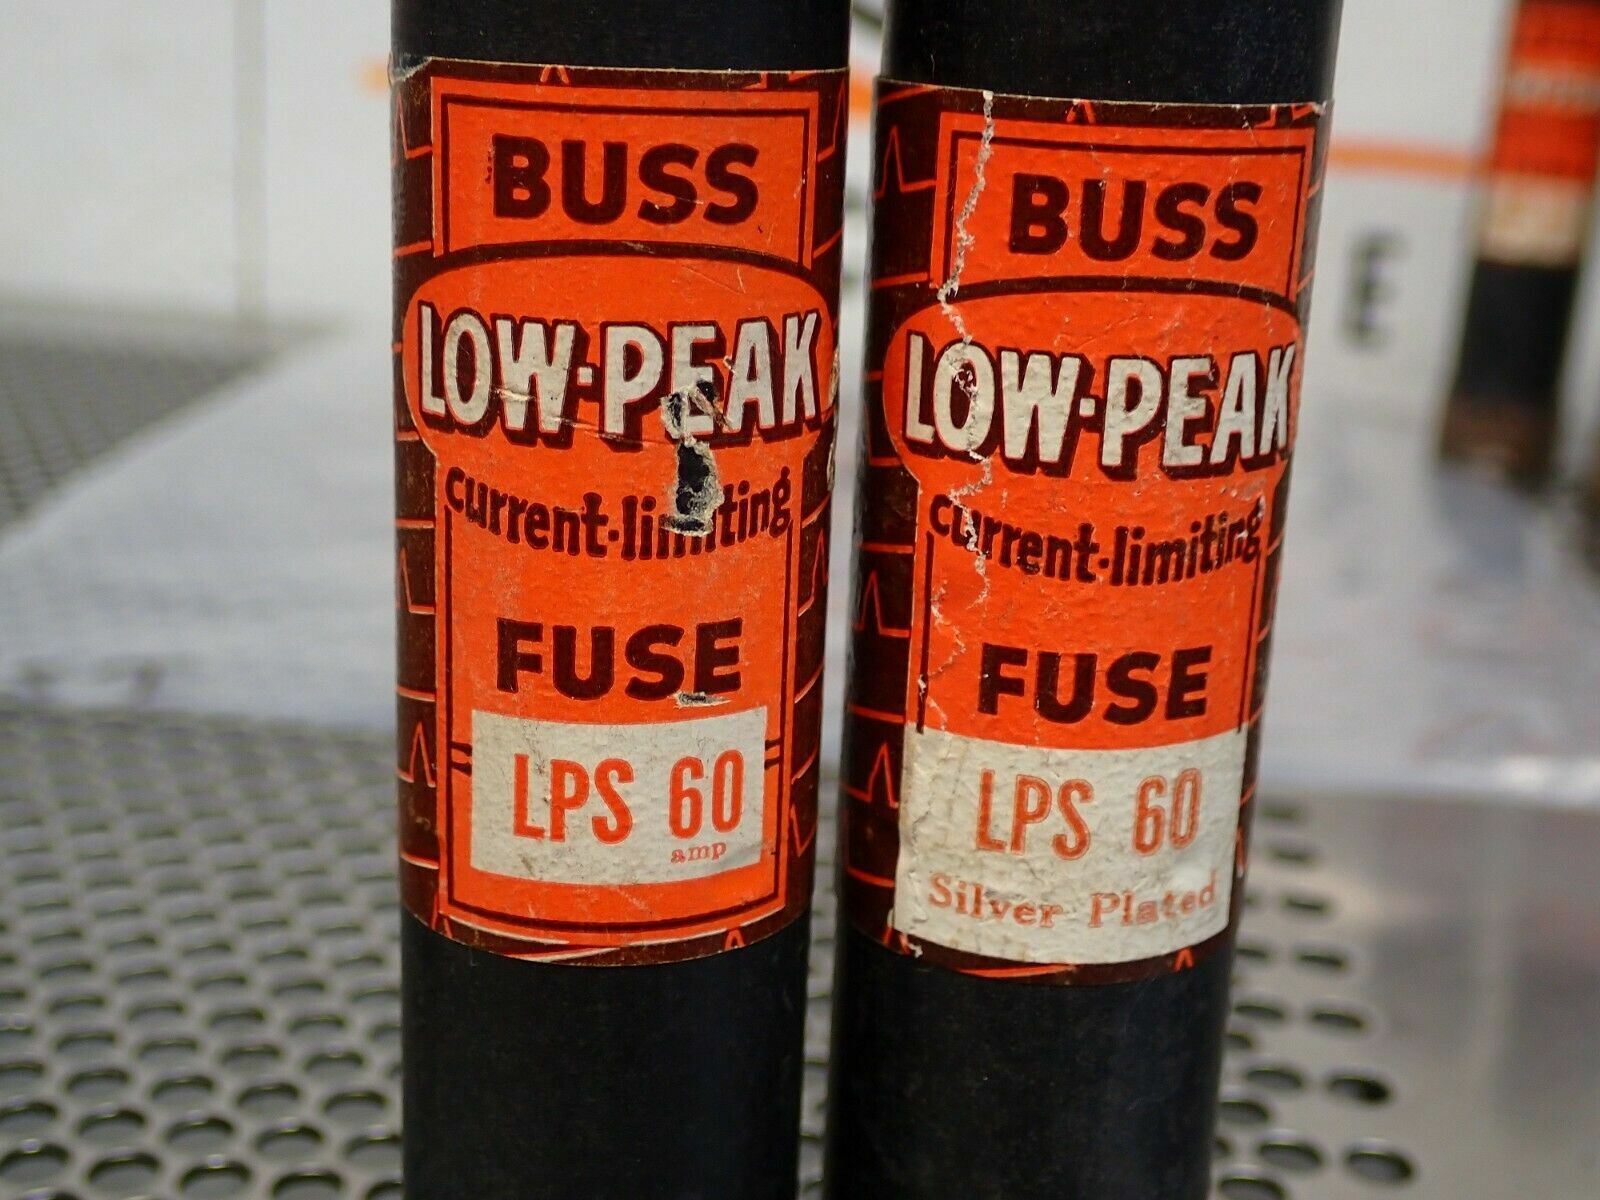 BUSS
LOW-PEAK
current-limiting
FUSE
LPS 60
amp
BUSS
LOW-PEAK
current-limiting
FUSE
LPS 60
Silver Plated
E